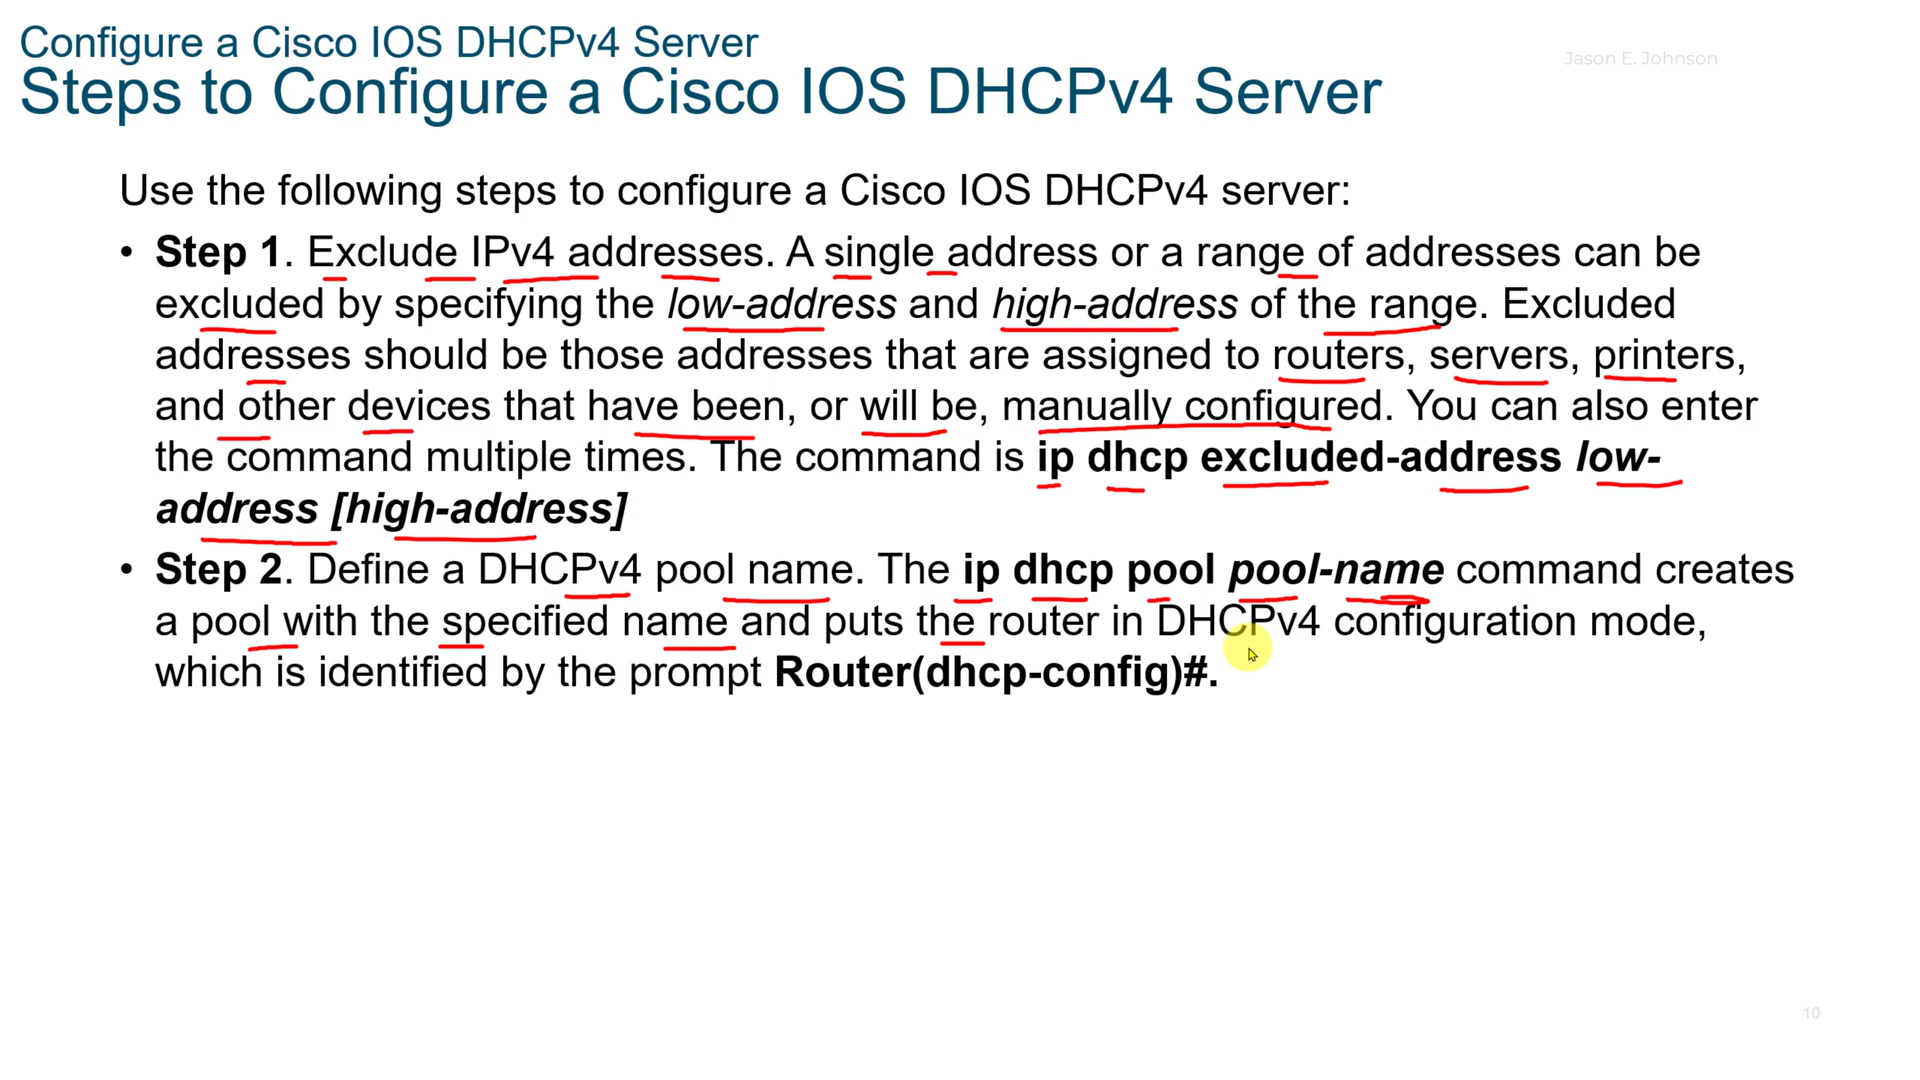 Configure a Cisco IOS DHCPv4 Server
Jason E. Johnson
Steps to Configure a Cisco IOS DHCPv4 Server
Use the following steps to configure a Cisco IOS DHCPv4 server:
• Step 1. Exclude IPv4 addresses. A single address or a range of addresses can be
excluded by specifying the low-address and high-address of the range. Excluded
addresses should be those addresses that are assigned to routers, servers, printers,
and other devices that have been, or will be, manually configured. You can also enter
the command multiple times. The command is ip dhcp excluded-address low-
address [high-address]
• Step 2. Define a DHCPv4 pool name. The ip dhcp pool pool-name command creates
a pool with the specified name and puts the router in DHCPv4 configuration mode,
which is identified by the prompt Router(dhcp-config)#.
10